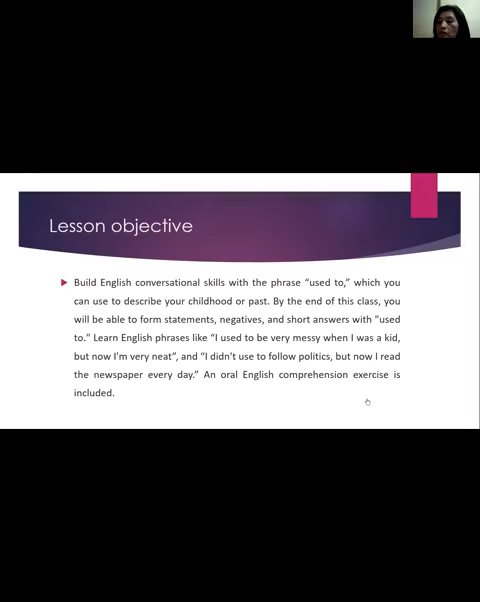 Lesson objective
Build English conversational skills with the phrase “used to,” which you
can use to describe your childhood or past. By the end of this class, you
will be able to form statements, negatives, and short answers with "used
to." Learn English phrases like “I used to be very messy when I was a kid,
but now I'm very neat”, and “I didn't use to follow politics, but now I read
the newspaper every day.” An oral English comprehension exercise is
included.